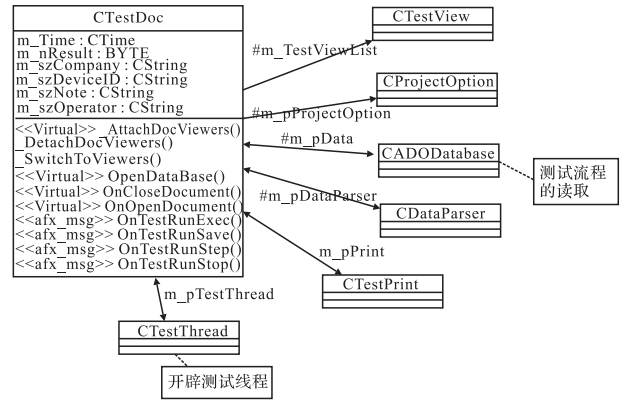 CTestDoc
m_Time : CTime
m_nResult : BYTE
m_szCompany : CString
m_szDeviceID : CString
m_szNote : CString
m_szOperator : CString
<<Virtual>> _AttachDocViewers()
_DetachDocViewers()
_SwitchToViewers()
<<Virtual>> OpenDataBase()
<<Virtual>> OnCloseDocument()
<<Virtual>> OnOpenDocument()
<<afx_msg>> OnTestRunExec()
<<afx_msg>> OnTestRunSave()
<<afx_msg>> OnTestRunStep()
<<afx_msg>> OnTestRunStop()
CTestView
#m_TestViewList
CProjectOption
#m_pProjectOption
#m_pData
CADODatabase
测试流程
的读取
#m_pDataParser
CDataParser
m_pPrint
CTestPrint
m_pTestThread
CTestThread
开辟测试线程